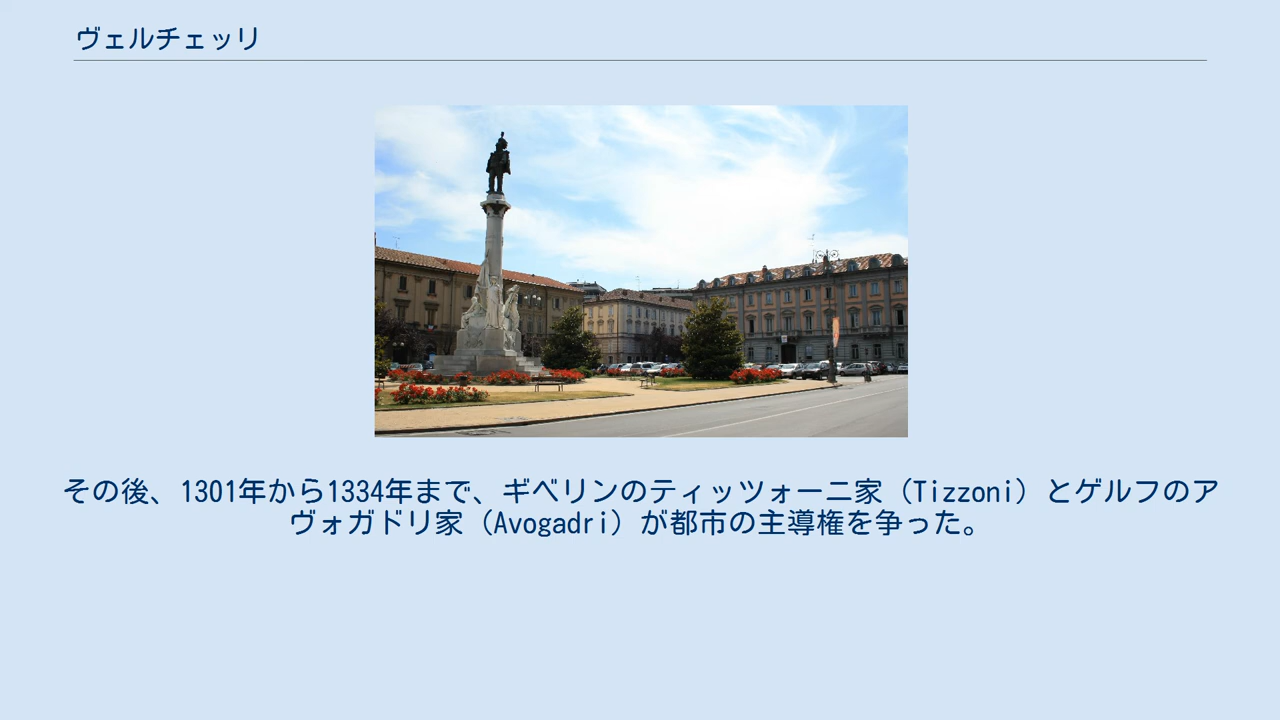 ヴェルチェッリ
その後、1301年から1334年まで、ギベリンのティッツォーニ家（Tizzoni）とゲルフのア
ヴォガドリ家（Avogadri）が都市の主導権を争った。